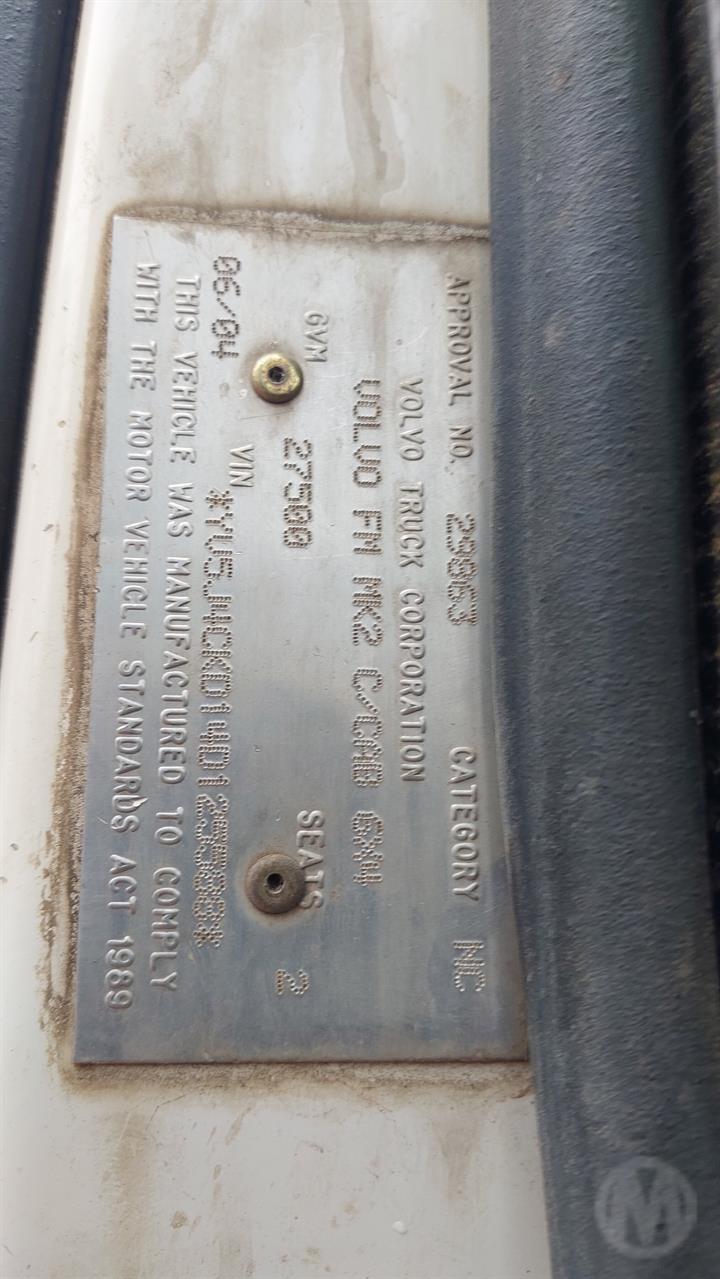 APPROVAL NO. CATEGORY NC
VOLVO TRUCK CORPORATION
VOLVO FM MK2 C/CAB 6X4
GVM 27500 SEATS 2
06/04 VIN
THIS VEHICLE WAS MANUFACTURED TO COMPLY
WITH THE MOTOR VEHICLE STANDARDS ACT 1989
M